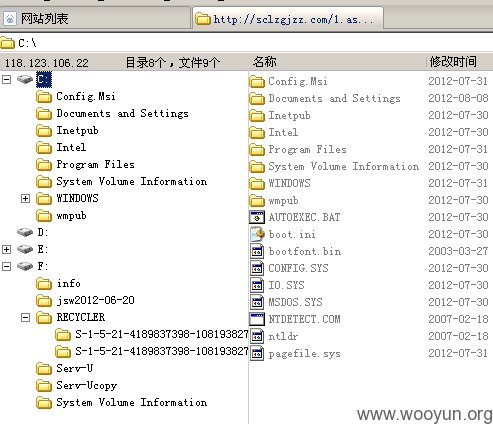 网站列表
http://sclzgjzz.com/1.as...
C:\
118.123.106.22 目录8个，文件9个 名称 修改时间
C:
Config.Msi
Documents and Settings
Inetpub
Intel
Program Files
System Volume Information
WINDOWS
wmpub
D:
E:
F:
info
jsw2012-06-20
RECYCLER
S-1-5-21-4189837398-108193827
S-1-5-21-4189837398-108193827
Serv-U
Serv-Ucopy
System Volume Information
Config.Msi 2012-07-31
Documents and Settings 2012-08-08
Inetpub 2012-07-30
Intel 2012-07-30
Program Files 2012-07-31
System Volume Information 2012-07-30
WINDOWS 2012-07-31
wmpub 2012-07-30
AUTOEXEC.BAT 2012-07-30
boot.ini 2012-07-30
bootfont.bin 2003-03-27
CONFIG.SYS 2012-07-30
IO.SYS 2012-07-30
MSDOS.SYS 2012-07-30
NTDETECT.COM 2007-02-18
ntldr 2007-02-18
pagefile.sys 2012-07-31
www.wooyun.org